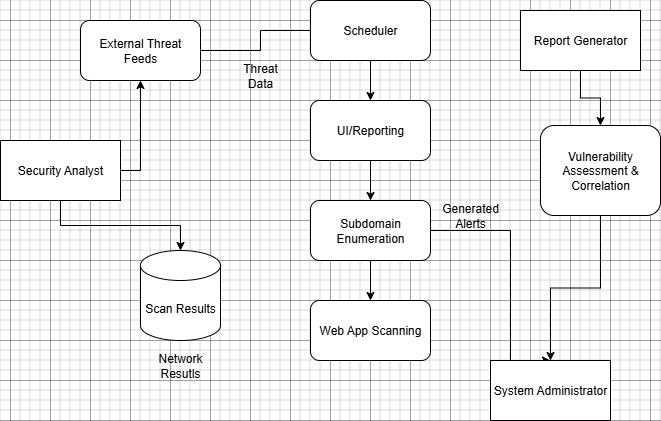 External Threat
Feeds
Threat
Data
Scheduler
Report Generator
UI/Reporting
Security Analyst
Vulnerability
Assessment &
Correlation
Subdomain
Enumeration
Generated
Alerts
Scan Results
Network
Resutls
Web App Scanning
System Administrator